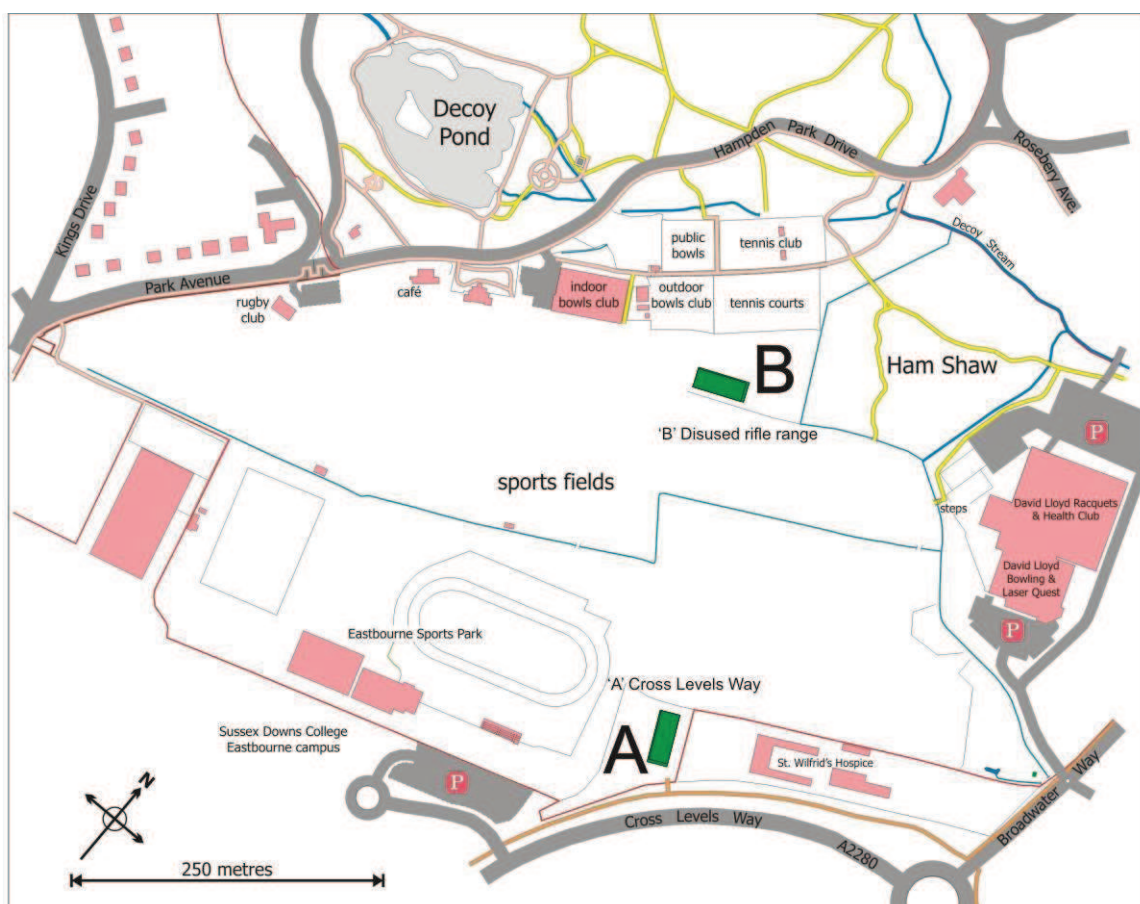 Decoy
Pond
Hampden Park Drive
Rosebery Ave.
Kings Drive
Park Avenue
rugby
club
café
indoor
bowls club
public
bowls
tennis club
outdoor
bowls club
tennis courts
Decoy Stream
Ham Shaw
B
'B' Disused rifle range
sports fields
steps
P
David Lloyd Racquets
& Health Club
David Lloyd
Bowling &
Laser Quest
P
Eastbourne Sports Park
'A' Cross Levels Way
A
Sussex Downs College
Eastbourne campus
P
St. Wilfrid's Hospice
Cross Levels Way
A2280
Broadwater Way
N
250 metres